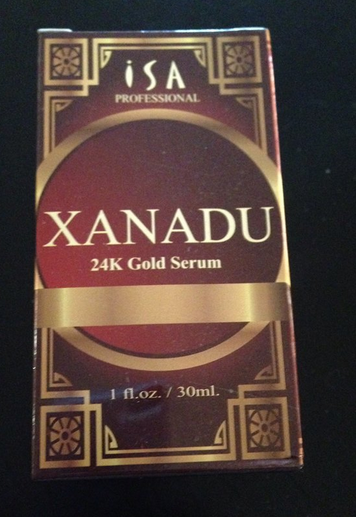 iSA
PROFESSIONAL
XANADU
24K Gold Serum
1 fl.oz. / 30ml.